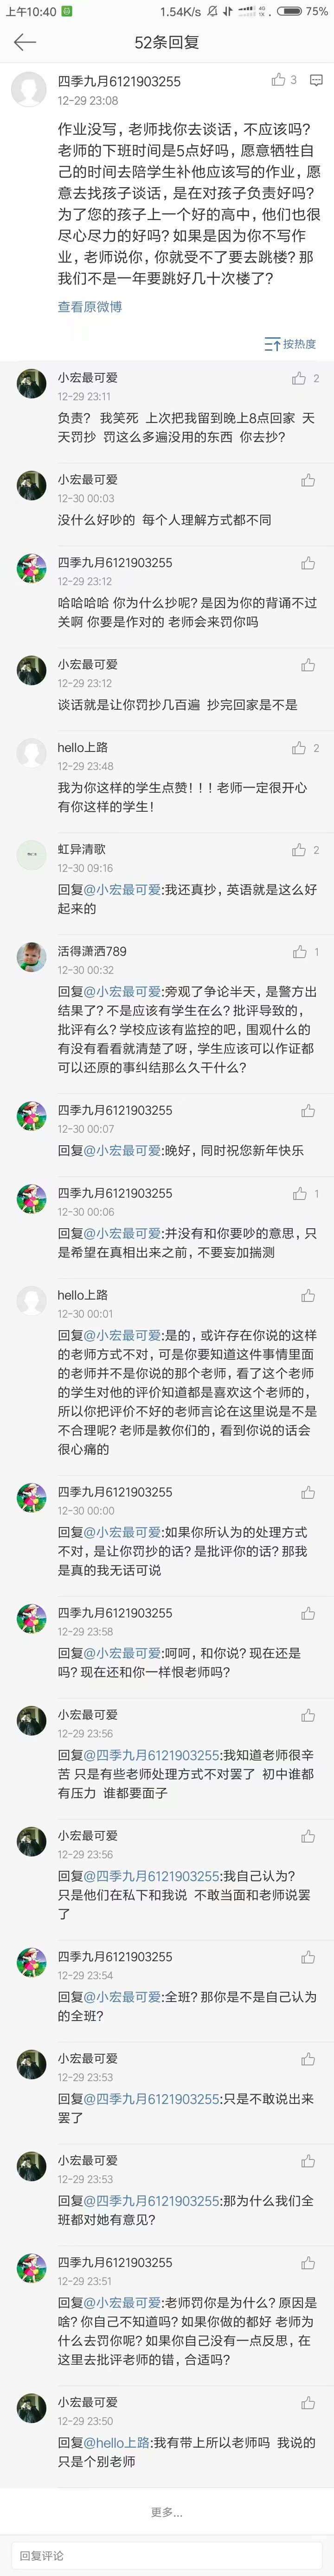 上午10:40 1.54K/s 75%
52条回复
四季九月6121903255 3
12-29 23:08
作业没写，老师找你去谈话，不应该吗？
老师的下班时间是5点好吗，愿意牺牲自
己的时间去陪学生补他应该写的作业，愿
意去找孩子谈话，是在对孩子负责好吗？
为了您的孩子上一个好的高中，他们也很
尽心尽力的好吗？如果是因为你不写作
业，老师说你，你就受不了要去跳楼？那
我们不是一年要跳好几十次楼了？
查看原微博
按热度
小宏最可爱 2
12-29 23:11
负责？ 我笑死 上次把我留到晚上8点回家 天
天罚抄 罚这么多遍没用的东西 你去抄？
小宏最可爱
12-30 00:03
没什么好吵的 每个人理解方式都不同
四季九月6121903255
12-29 23:12
哈哈哈哈 你为什么抄呢？是因为你的背诵不过
关啊 你要是作对的 老师会来罚你吗
小宏最可爱
12-29 23:12
谈话就是让你罚抄几百遍 抄完回家是不是
hello上路 2
12-29 23:48
我为你这样的学生点赞！！！老师一定很开心
有你这样的学生！
虹异清歌 2
12-30 09:16
回复@小宏最可爱:我还真抄，英语就是这么好
起来的
活得潇洒789 1
12-30 00:32
回复@小宏最可爱:旁观了争论半天，是警方出
结果了？不是应该有学生在么？批评导致的，
批评有么？学校应该有监控的吧，围观什么的
有没有看看就清楚了呀，学生应该可以作证都
可以还原的事纠结那么久干什么？
四季九月6121903255
12-30 00:07
回复@小宏最可爱:晚好，同时祝您新年快乐
四季九月6121903255 1
12-30 00:06
回复@小宏最可爱:并没有和你要吵的意思，只
是希望在真相出来之前，不要妄加揣测
hello上路
12-30 00:01
回复@小宏最可爱:是的，或许存在你说的这样
的老师方式不对，可是你要知道这件事情里面
的老师并不是你说的那个老师，看了这个老师
的学生对他的评价知道都是喜欢这个老师的，
所以你把评价不好的老师言论在这里说是不是
不合理呢？老师是教你们的，看到你说的话会
很心痛的
四季九月6121903255
12-30 00:00
回复@小宏最可爱:如果你所认为的处理方式
不对，是让你罚抄的话？是批评你的话？那我
是真的我无话可说
四季九月6121903255
12-29 23:58
回复@小宏最可爱:呵呵，和你说？现在还是
吗？现在还和你一样恨老师吗？
小宏最可爱
12-29 23:56
回复@四季九月6121903255:我知道老师很辛
苦 只是有些老师处理方式不对罢了 初中谁都
有压力 谁都要面子
小宏最可爱
12-29 23:56
回复@四季九月6121903255:我自己认为？
只是他们在私下和我说 不敢当面和老师说罢
了
四季九月6121903255
12-29 23:54
回复@小宏最可爱:全班？那你是不是自己认为
的全班？
小宏最可爱
12-29 23:53
回复@四季九月6121903255:只是不敢说出来
罢了
小宏最可爱
12-29 23:53
回复@四季九月6121903255:那为什么我们全
班都对她有意见？
四季九月6121903255
12-29 23:51
回复@小宏最可爱:老师罚你是为什么？原因是
啥？你自己不知道吗？如果你做的都好 老师为
什么去罚你呢？如果你自己没有一点反思，在
这里去批评老师的错，合适吗？
小宏最可爱
12-29 23:50
回复@hello上路:我有带上所以老师吗 我说的
只是个别老师
更多...
回复评论